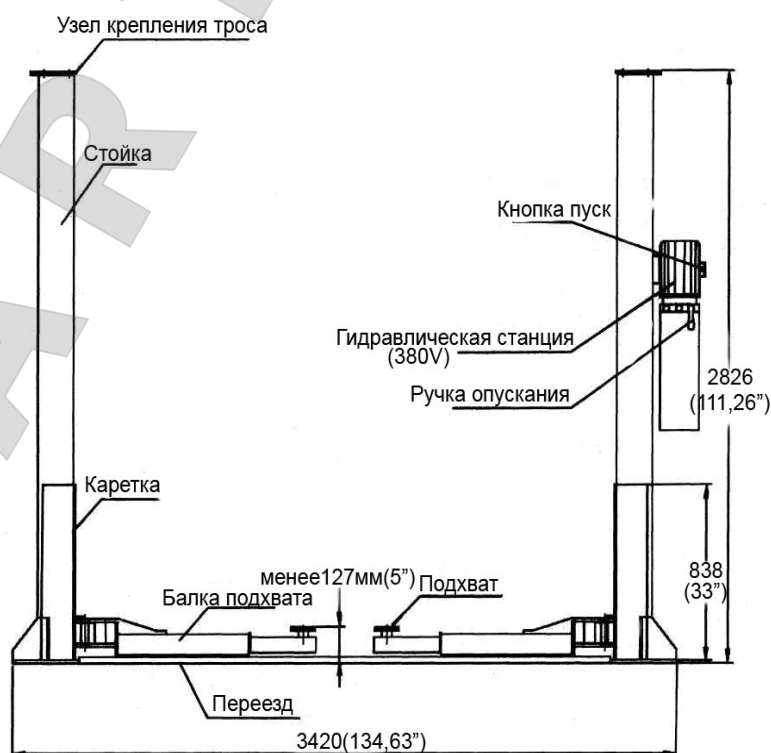 Узел крепления троса
Стойка
Кнопка пуск
Гидравлическая станция
(380V)
Ручка опускания
2826
(111,26”)
Каретка
838
(33”)
менее127мм(5”)
Подхват
Балка подхвата
Переезд
3420(134,63”)